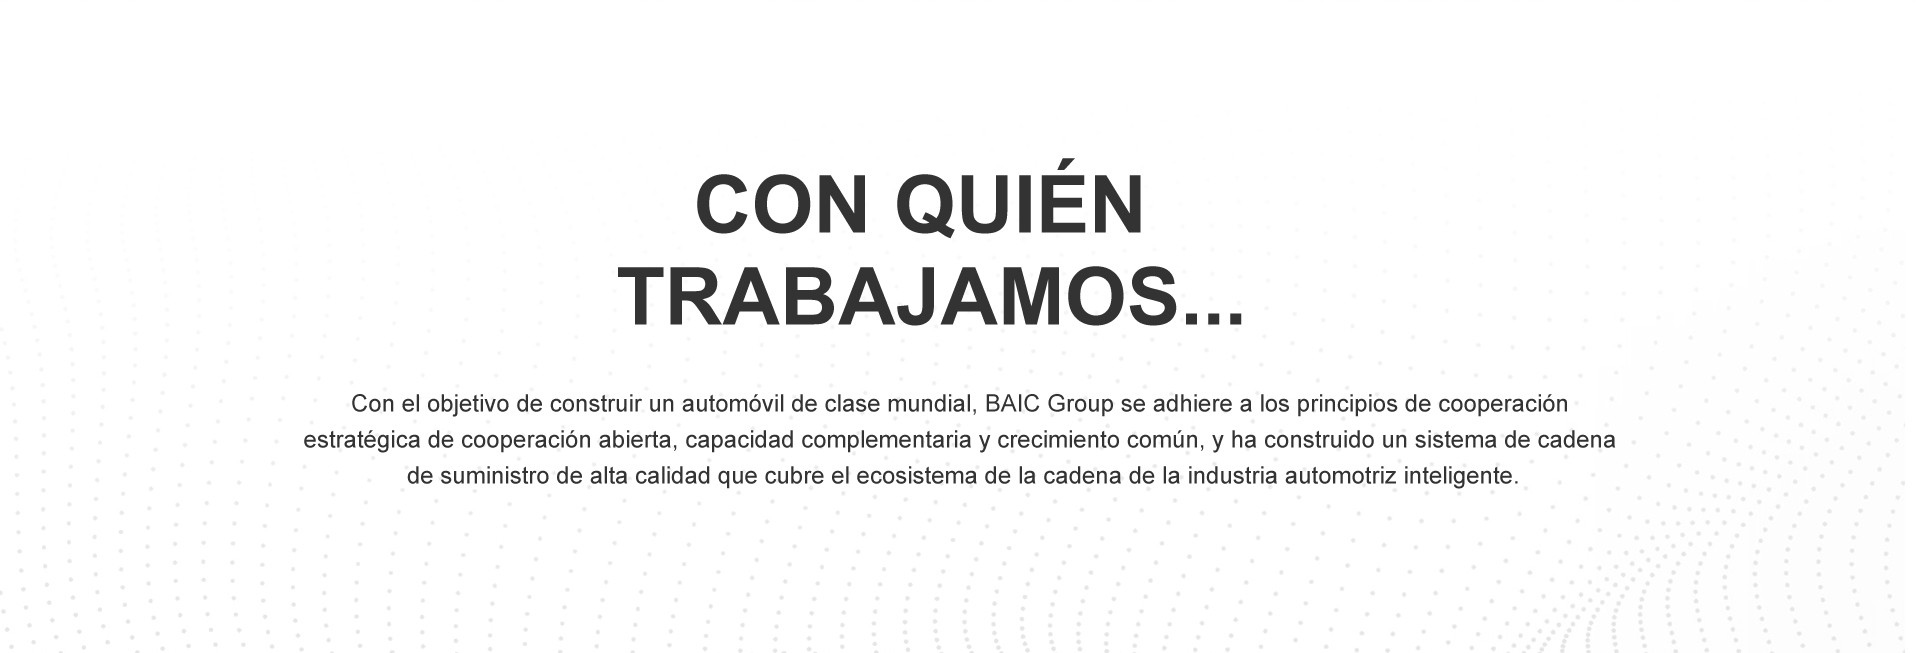 CON QUIÉN
TRABAJAMOS...
Con el objetivo de construir un automóvil de clase mundial, BAIC Group se adhiere a los principios de cooperación
estratégica de cooperación abierta, capacidad complementaria y crecimiento común, y ha construido un sistema de cadena
de suministro de alta calidad que cubre el ecosistema de la cadena de la industria automotriz inteligente.